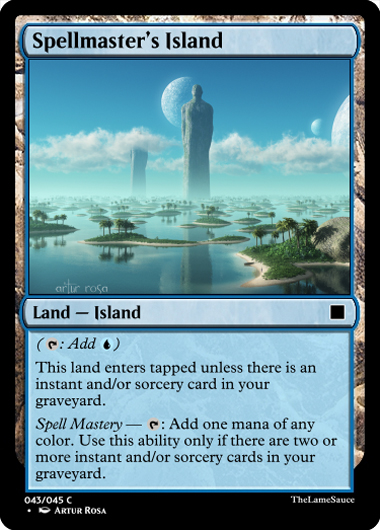 Spellmaster's Island
artur rosa
Land — Island
( : Add )
This land enters tapped unless there is an
instant and/or sorcery card in your
graveyard.
Spell Mastery — : Add one mana of any
color. Use this ability only if there are two or
more instant and/or sorcery cards in your
graveyard.
043/045 C
TheLameSauce
• Artur Rosa